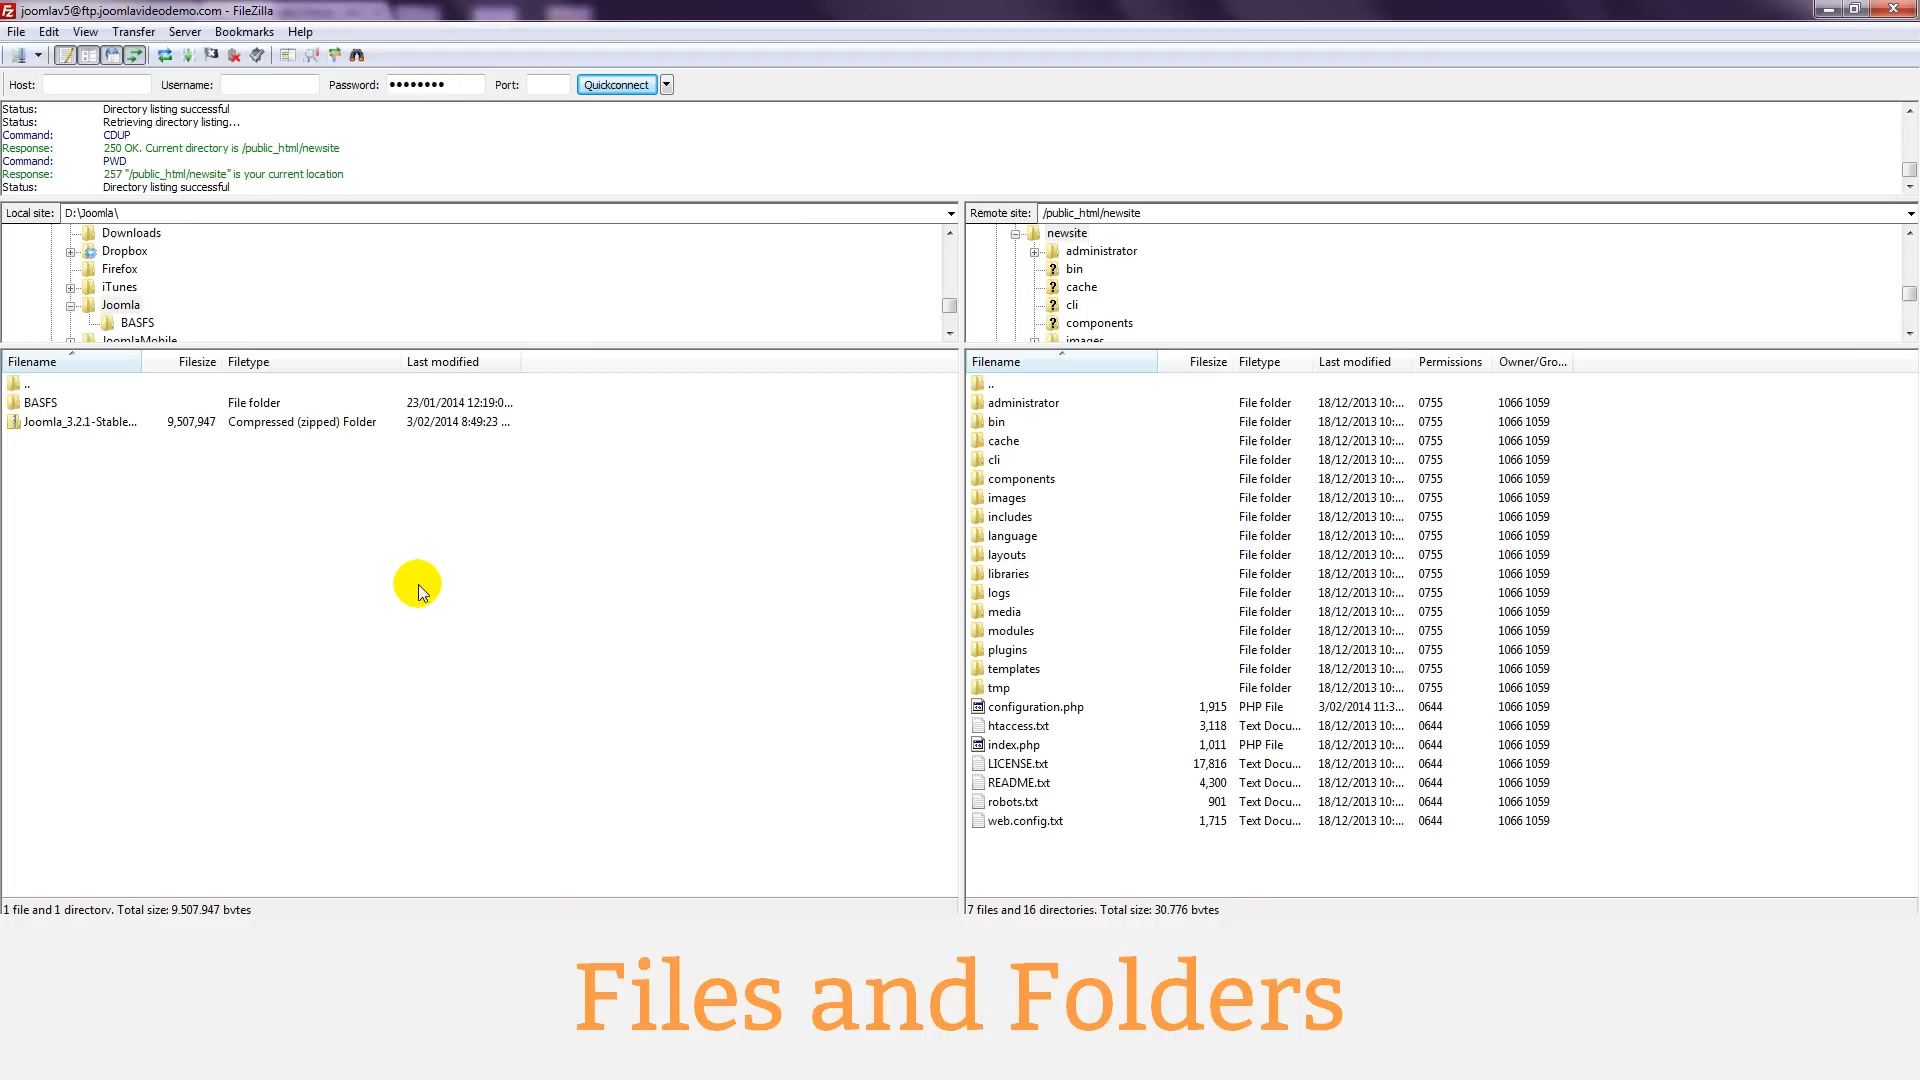 joomlav5@ftp.joomlavideodemo.com - FileZilla
File Edit View Transfer Server Bookmarks Help
Host: Username: Password: ●●●●●●●● Port: Quickconnect
Status: Directory listing successful
Status: Retrieving directory listing...
Command: CDUP
Response: 250 OK. Current directory is /public_html/newsite
Command: PWD
Response: 257 "/public_html/newsite" is your current location
Status: Directory listing successful
Local site: D:\Joomla\
Downloads
Dropbox
Firefox
iTunes
Joomla
BASFS
JoomlaMobile
Filename Filesize Filetype Last modified
..
BASFS File folder 23/01/2014 12:19:0...
Joomla_3.2.1-Stable... 9,507,947 Compressed (zipped) Folder 3/02/2014 8:49:23 ...
1 file and 1 directory. Total size: 9,507,947 bytes
Remote site: /public_html/newsite
newsite
administrator
bin
cache
cli
components
images
Filename Filesize Filetype Last modified Permissions Owner/Gro...
..
administrator File folder 18/12/2013 10:... 0755 1066 1059
bin File folder 18/12/2013 10:... 0755 1066 1059
cache File folder 18/12/2013 10:... 0755 1066 1059
cli File folder 18/12/2013 10:... 0755 1066 1059
components File folder 18/12/2013 10:... 0755 1066 1059
images File folder 18/12/2013 10:... 0755 1066 1059
includes File folder 18/12/2013 10:... 0755 1066 1059
language File folder 18/12/2013 10:... 0755 1066 1059
layouts File folder 18/12/2013 10:... 0755 1066 1059
libraries File folder 18/12/2013 10:... 0755 1066 1059
logs File folder 18/12/2013 10:... 0755 1066 1059
media File folder 18/12/2013 10:... 0755 1066 1059
modules File folder 18/12/2013 10:... 0755 1066 1059
plugins File folder 18/12/2013 10:... 0755 1066 1059
templates File folder 18/12/2013 10:... 0755 1066 1059
tmp File folder 18/12/2013 10:... 0755 1066 1059
configuration.php 1,915 PHP File 3/02/2014 11:3... 0644 1066 1059
htaccess.txt 3,118 Text Docu... 18/12/2013 10:... 0644 1066 1059
index.php 1,011 PHP File 18/12/2013 10:... 0644 1066 1059
LICENSE.txt 17,816 Text Docu... 18/12/2013 10:... 0644 1066 1059
README.txt 4,300 Text Docu... 18/12/2013 10:... 0644 1066 1059
robots.txt 901 Text Docu... 18/12/2013 10:... 0644 1066 1059
web.config.txt 1,715 Text Docu... 18/12/2013 10:... 0644 1066 1059
7 files and 16 directories. Total size: 30,776 bytes
Files and Folders